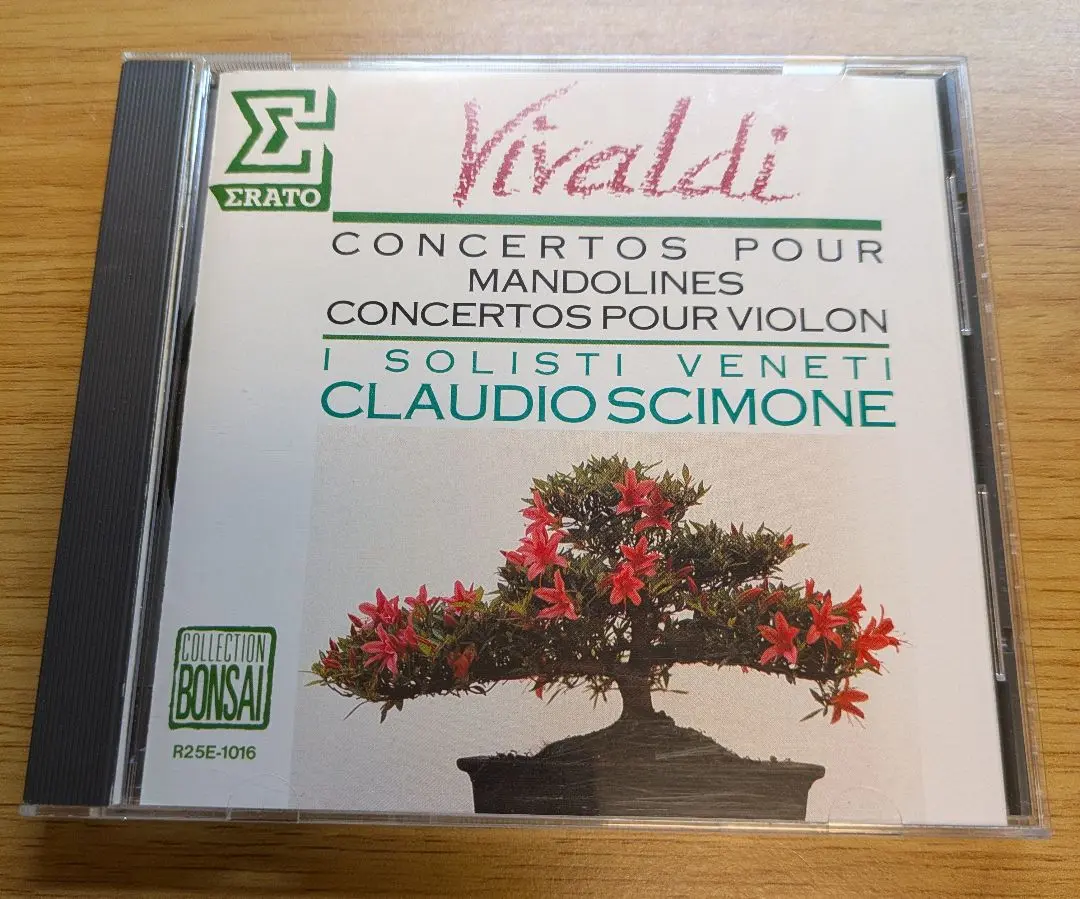 ΣRATO
Vivaldi
CONCERTOS POUR
MANDOLINES
CONCERTOS POUR VIOLON
I SOLISTI VENETI
CLAUDIO SCIMONE
COLLECTION
BONSAI
R25E-1016